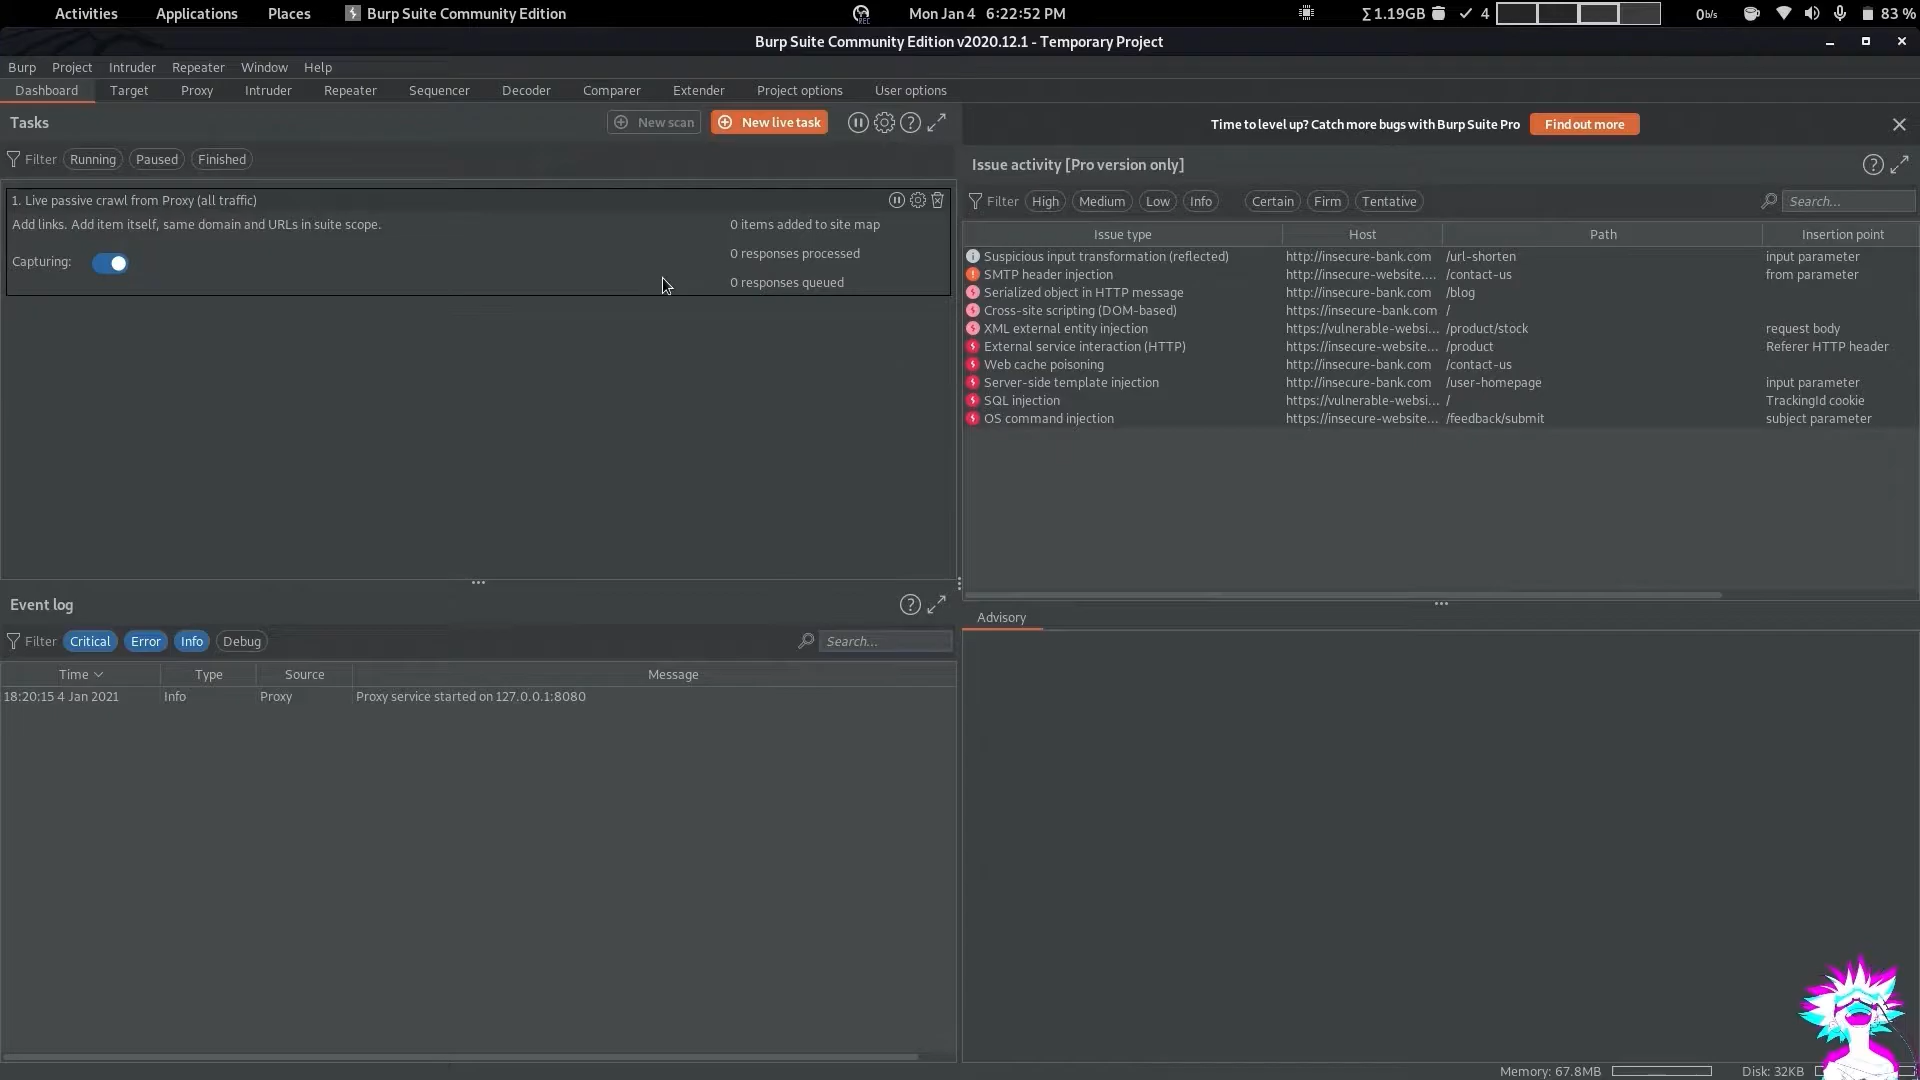 Activities Applications Places Burp Suite Community Edition REC Mon Jan 4 6:22:52 PM Σ 1.19GB 4 0b/s 83 %
Burp Suite Community Edition v2020.12.1 - Temporary Project
Burp Project Intruder Repeater Window Help
Dashboard Target Proxy Intruder Repeater Sequencer Decoder Comparer Extender Project options User options
Tasks New scan New live task
Filter Running Paused Finished
1. Live passive crawl from Proxy (all traffic)
Add links. Add item itself, same domain and URLs in suite scope. 0 items added to site map
0 responses processed
Capturing:
0 responses queued
Time to level up? Catch more bugs with Burp Suite Pro Find out more
Issue activity [Pro version only]
Filter High Medium Low Info Certain Firm Tentative Search...
Issue type Host Path Insertion point
Suspicious input transformation (reflected) http://insecure-bank.com /url-shorten input parameter
SMTP header injection http://insecure-website.... /contact-us from parameter
Serialized object in HTTP message http://insecure-bank.com /blog
Cross-site scripting (DOM-based) https://insecure-bank.com /
XML external entity injection https://vulnerable-websi... /product/stock request body
External service interaction (HTTP) https://insecure-website... /product Referer HTTP header
Web cache poisoning http://insecure-bank.com /contact-us
Server-side template injection http://insecure-bank.com /user-homepage input parameter
SQL injection https://vulnerable-websi... / TrackingId cookie
OS command injection https://insecure-website... /feedback/submit subject parameter
Event log
Filter Critical Error Info Debug Search...
Time Type Source Message
18:20:15 4 Jan 2021 Info Proxy Proxy service started on 127.0.0.1:8080
Advisory
Memory: 67.8MB Disk: 32KB